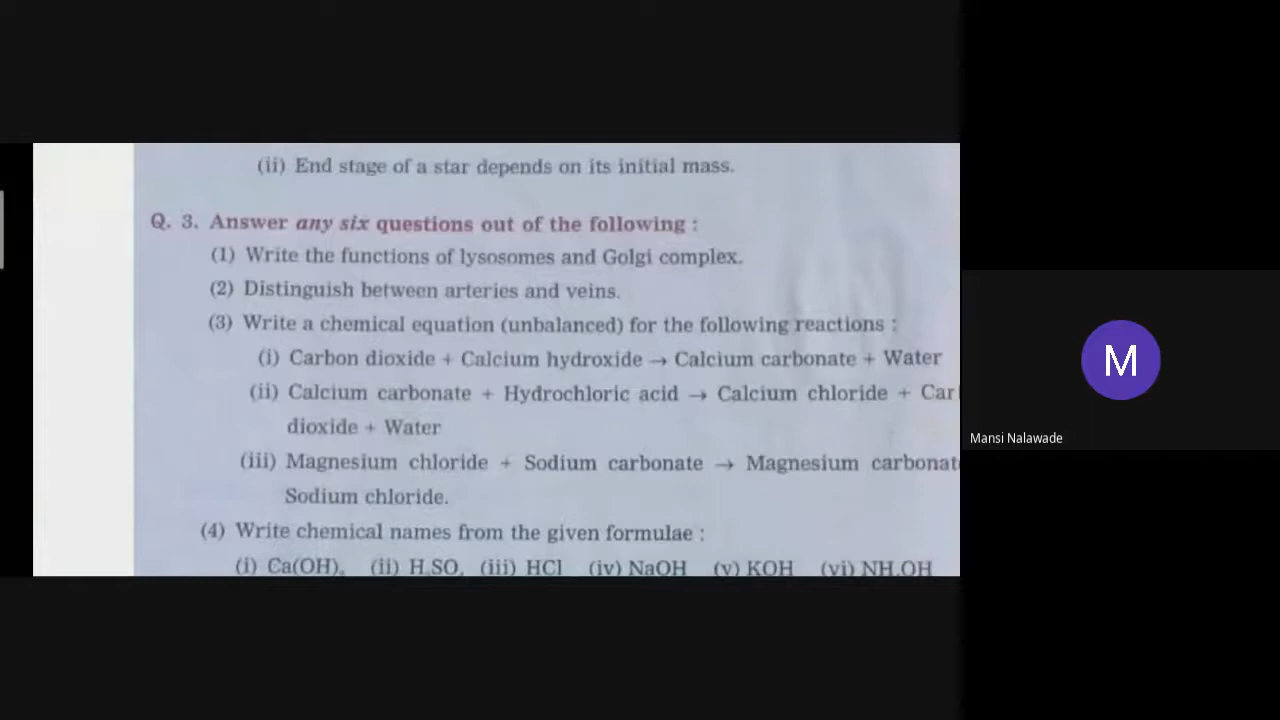 (ii) End stage of a star depends on its initial mass.
Q. 3. Answer any six questions out of the following :
(1) Write the functions of lysosomes and Golgi complex.
(2) Distinguish between arteries and veins.
(3) Write a chemical equation (unbalanced) for the following reactions :
(i) Carbon dioxide + Calcium hydroxide → Calcium carbonate + Water
(ii) Calcium carbonate + Hydrochloric acid → Calcium chloride + Car
dioxide + Water
(iii) Magnesium chloride + Sodium carbonate → Magnesium carbonat
Sodium chloride.
(4) Write chemical names from the given formulae :
(i) Ca(OH) (ii) H SO (iii) HCl (iv) NaOH (v) KOH (vi) NH OH
M
Mansi Nalawade